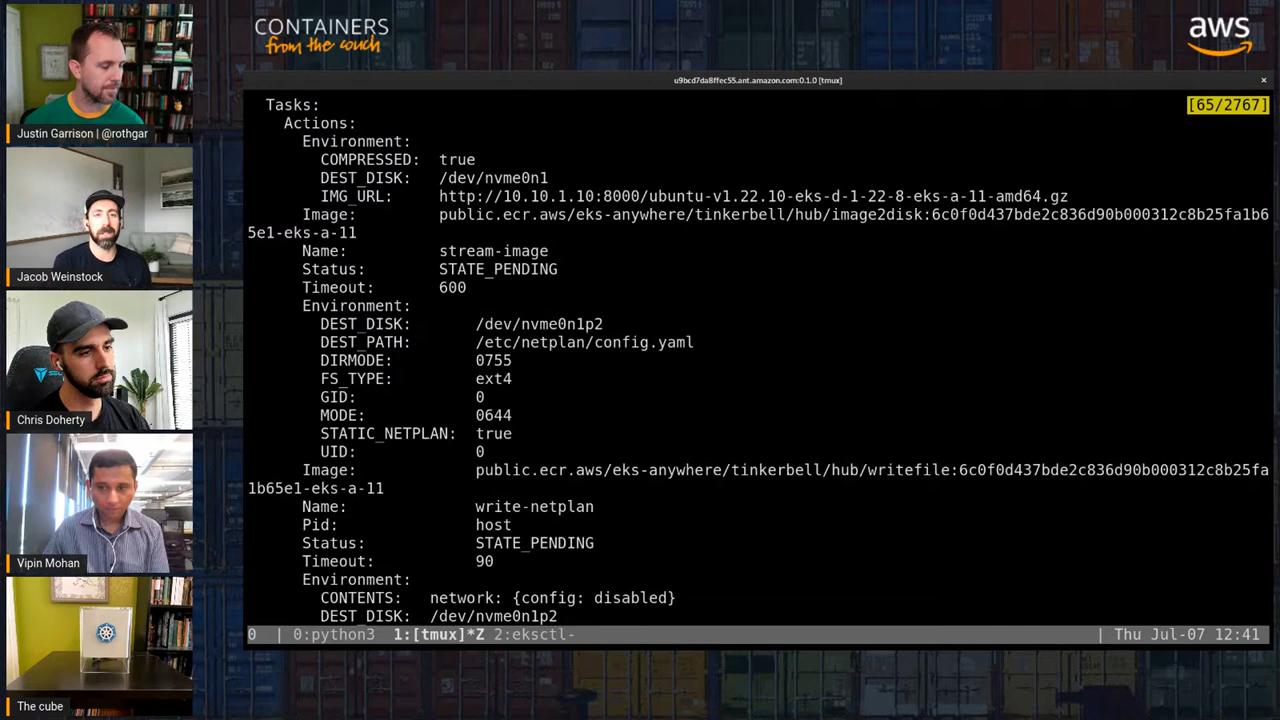 CONTAINERS
from the couch
aws
Justin Garrison | @rothgar
Jacob Weinstock
Chris Doherty
Vipin Mohan
The cube
u9bcd7da8ffec55.ant.amazon.com:0.1.0 [tmux]
[65/2767]
Tasks:
Actions:
Environment:
COMPRESSED: true
DEST_DISK: /dev/nvme0n1
IMG_URL: http://10.10.1.10:8000/ubuntu-v1.22.10-eks-d-1-22-8-eks-a-11-amd64.gz
Image: public.ecr.aws/eks-anywhere/tinkerbell/hub/image2disk:6c0f0d437bde2c836d90b000312c8b25fa1b6
5e1-eks-a-11
Name: stream-image
Status: STATE_PENDING
Timeout: 600
Environment:
DEST_DISK: /dev/nvme0n1p2
DEST_PATH: /etc/netplan/config.yaml
DIRMODE: 0755
FS_TYPE: ext4
GID: 0
MODE: 0644
STATIC_NETPLAN: true
UID: 0
Image: public.ecr.aws/eks-anywhere/tinkerbell/hub/writefile:6c0f0d437bde2c836d90b000312c8b25fa
1b65e1-eks-a-11
Name: write-netplan
Pid: host
Status: STATE_PENDING
Timeout: 90
Environment:
CONTENTS: network: {config: disabled}
DEST_DISK: /dev/nvme0n1p2
0 | 0:python3 1:[tmux]*Z 2:eksctl- | Thu Jul-07 12:41